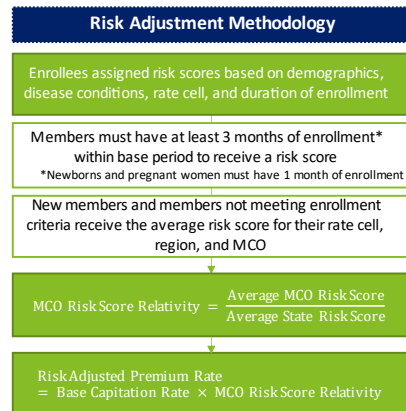 Risk Adjustment Methodology
Enrollees assigned risk scores based on demographics,
disease conditions, rate cell, and duration of enrollment
Members must have at least 3 months of enrollment*
within base period to receive a risk score
*Newborns and pregnant women must have 1 month of enrollment
New members and members not meeting enrollment
criteria receive the average risk score for their rate cell,
region, and MCO
MCO Risk Score Relativity = Average MCO Risk Score / Average State Risk Score
Risk Adjusted Premium Rate
= Base Capitation Rate × MCO Risk Score Relativity